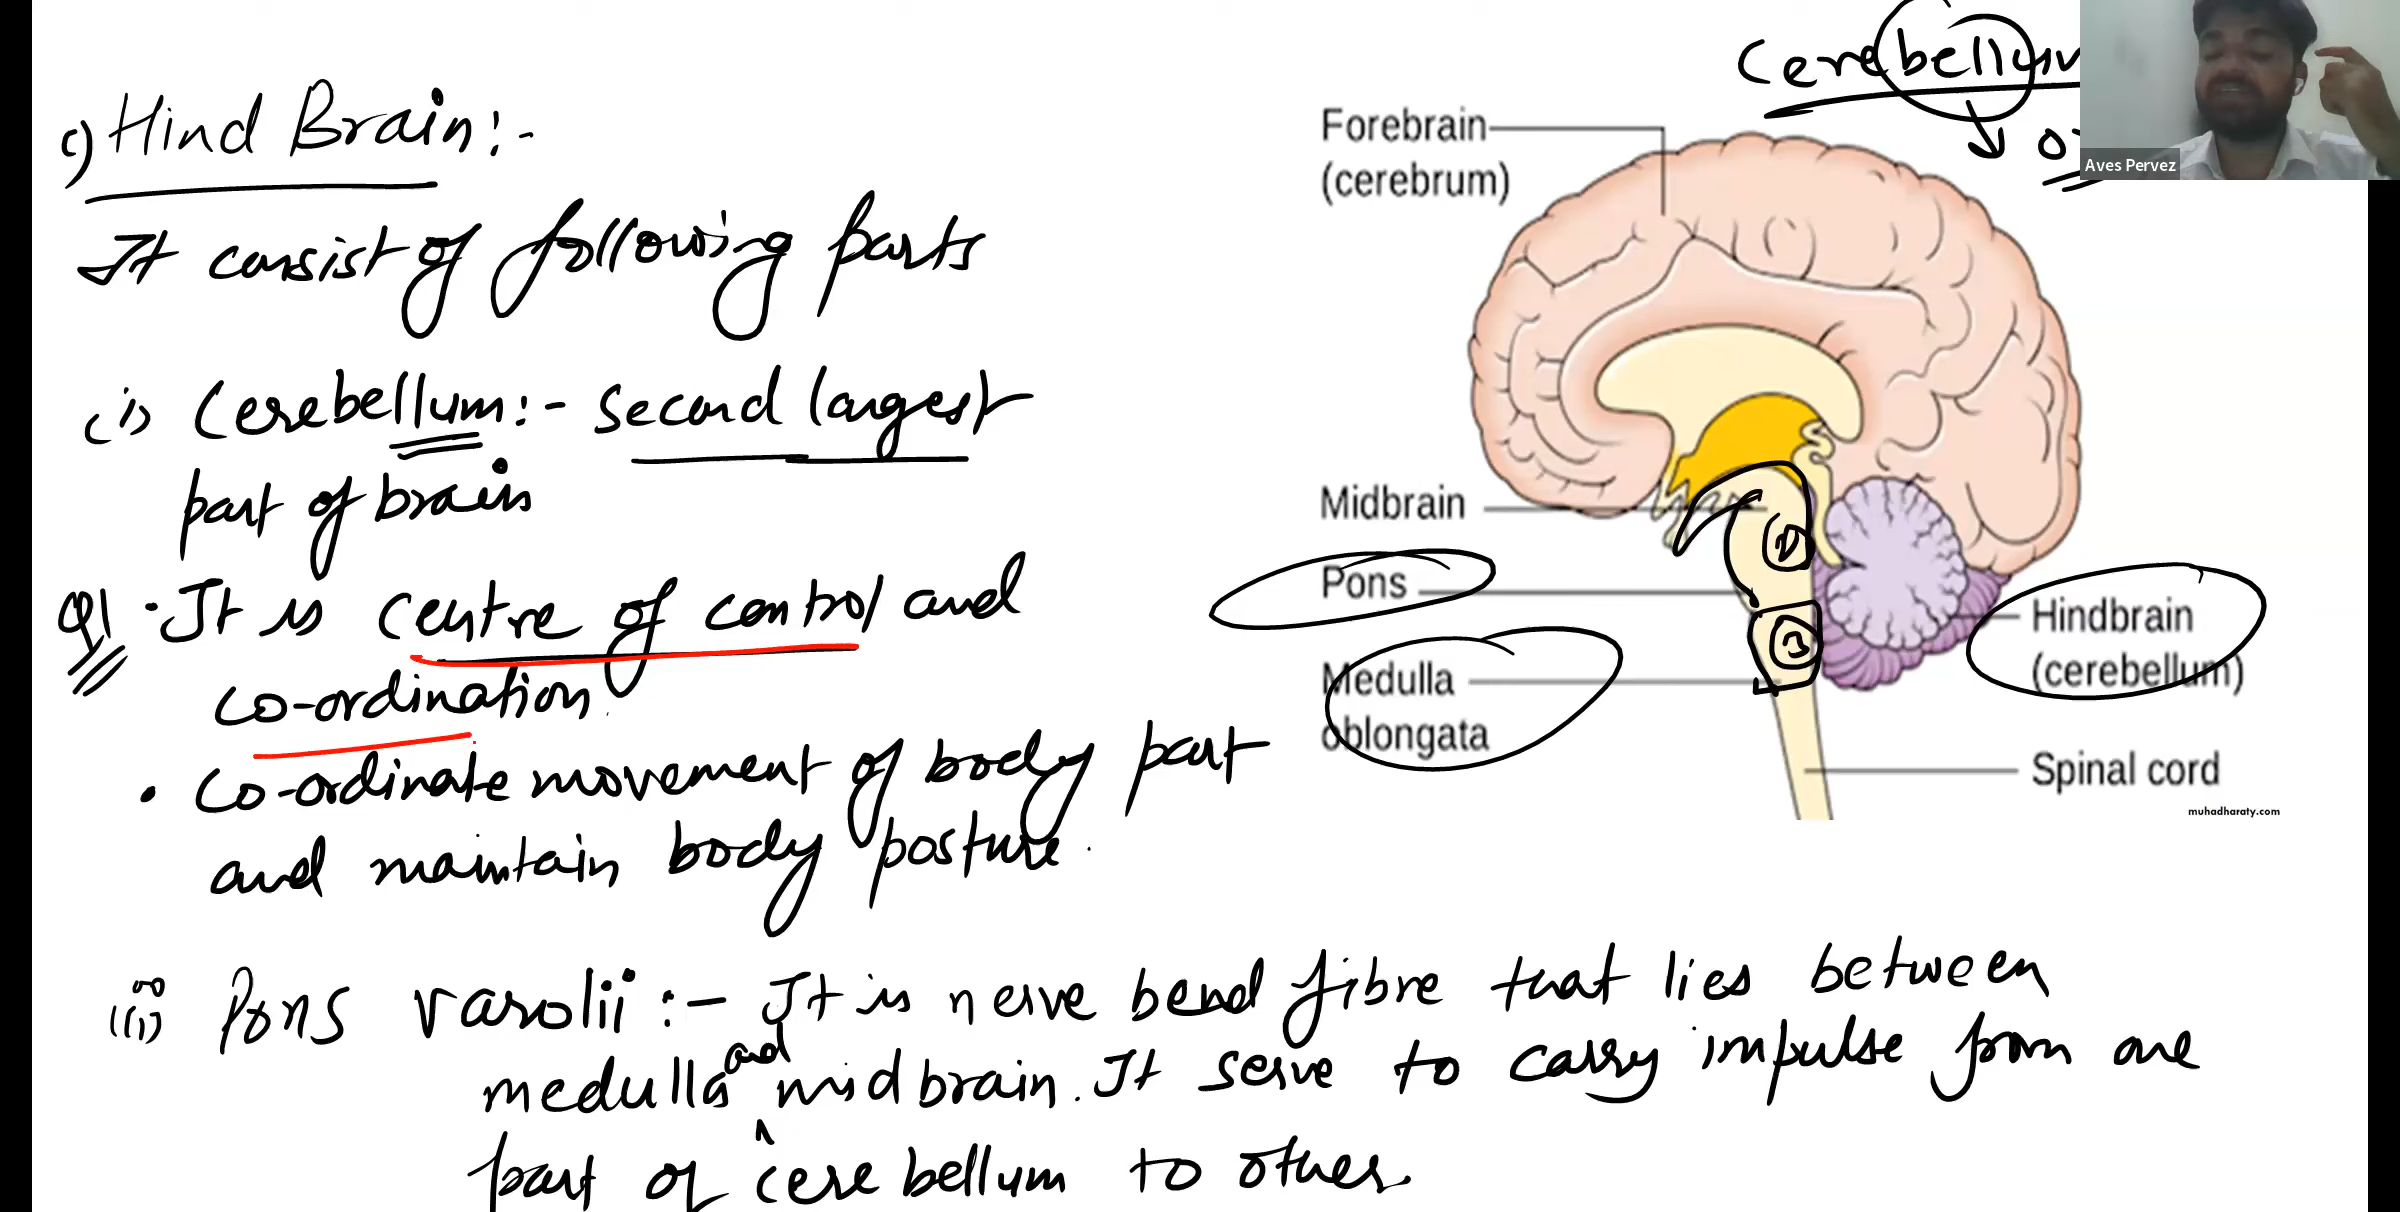 c) Hind Brain:-
It consist of following parts
(i) Cerebellum:- Second largest
part of brain
Q1 · It is centre of control and
co-ordination.
• Co-ordinate movement of body part
and maintain body posture.
(ii) Pons varolii:- It is nerve bend fibre that lies between
medulla and midbrain. It serve to carry impulse from one
part of cerebellum to other.
Forebrain
(cerebrum)
Midbrain
Pons
Medulla
oblongata
Hindbrain
(cerebellum)
Spinal cord
muhadharaty.com
Cerebellum
Aves Pervez